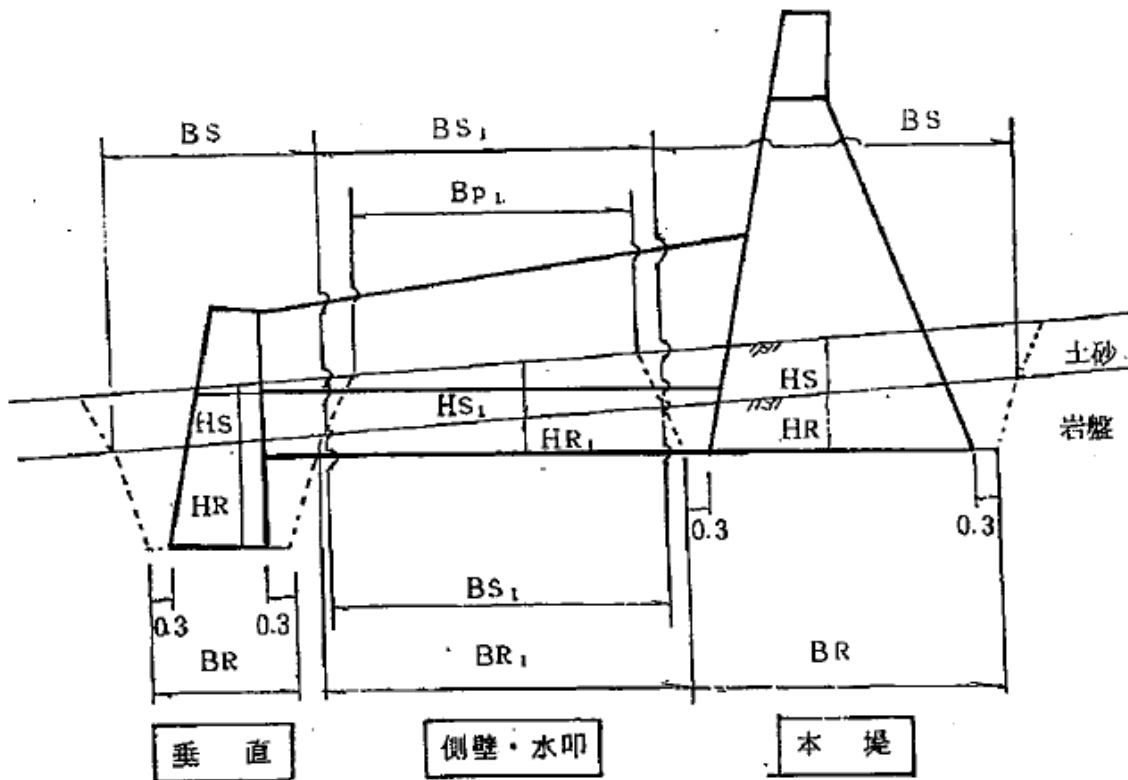 BS BS₁ BS
Bp₁
土砂
HS HS₁ HS
HR₁ HR 岩盤
HR
0.3 0.3
BS₁
0.3 0.3
BR BR₁ BR
垂 直 側壁・水叩 本 堤